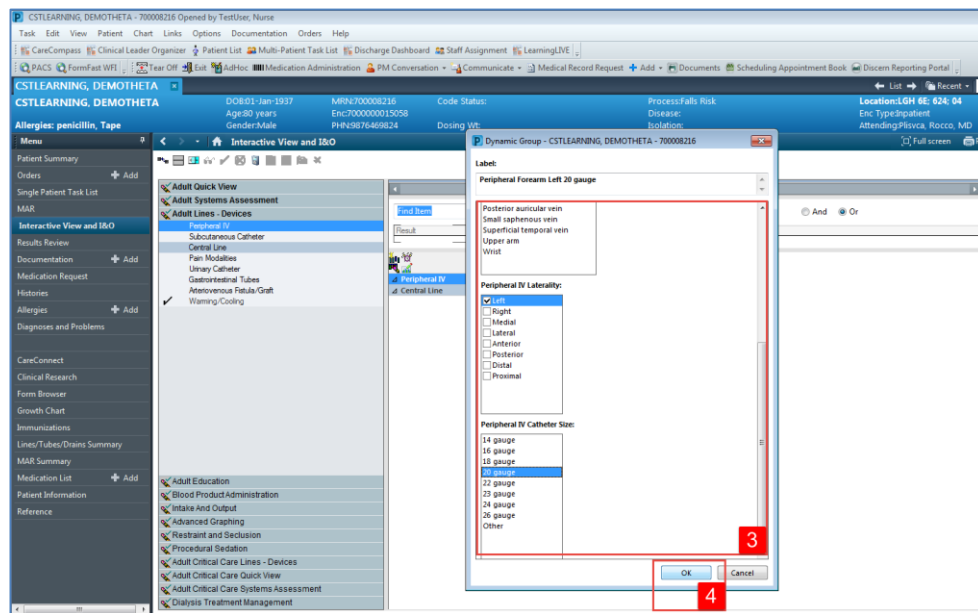 CSTLEARNING, DEMOTHETA - 700008216 Opened by TestUser, Nurse
Task Edit View Patient Chart Links Options Documentation Orders Help
CareCompass Clinical Leader Organizer Patient List Multi-Patient Task List Discharge Dashboard Staff Assignment LearningLIVE
PACS FormFast WFI Tear Off Exit AdHoc Medication Administration PM Conversation Communicate Medical Record Request Add Documents Scheduling Appointment Book Discern Reporting Portal
CSTLEARNING, DEMOTHETA List Recent
CSTLEARNING, DEMOTHETA DOB:01-Jan-1937 MRN:700008216 Code Status: Process:Falls Risk Location:LGH 6E; 624; 04
Age:80 years Enc:7000000015058 Disease: Enc Type:Inpatient
Allergies: penicillin, Tape Gender:Male PHN:9876469824 Dosing Wt: Isolation: Attending:Plisvca, Rocco, MD
Menu
Patient Summary
Orders Add
Single Patient Task List
MAR
Interactive View and I&O
Results Review
Documentation Add
Medication Request
Histories
Allergies Add
Diagnoses and Problems
CareConnect
Clinical Research
Form Browser
Growth Chart
Immunizations
Lines/Tubes/Drains Summary
MAR Summary
Medication List Add
Patient Information
Reference
Interactive View and I&O Full screen
Adult Quick View
Adult Systems Assessment
Adult Lines - Devices
Peripheral IV
Subcutaneous Catheter
Central Line
Pain Modalities
Urinary Catheter
Gastrointestinal Tubes
Arteriovenous Fistula/Graft
Warming/Cooling
Adult Education
Blood Product Administration
Intake And Output
Advanced Graphing
Restraint and Seclusion
Procedural Sedation
Adult Critical Care Lines - Devices
Adult Critical Care Quick View
Adult Critical Care Systems Assessment
Dialysis Treatment Management
Find Item
And Or
Result
Peripheral IV
Central Line
Dynamic Group - CSTLEARNING, DEMOTHETA - 700008216
Label:
Peripheral Forearm Left 20 gauge
Posterior auricular vein
Small saphenous vein
Superficial temporal vein
Upper arm
Wrist
Peripheral IV Laterality:
Left
Right
Medial
Lateral
Anterior
Posterior
Distal
Proximal
Peripheral IV Catheter Size:
14 gauge
16 gauge
18 gauge
20 gauge
22 gauge
23 gauge
24 gauge
26 gauge
Other
3
OK Cancel
4